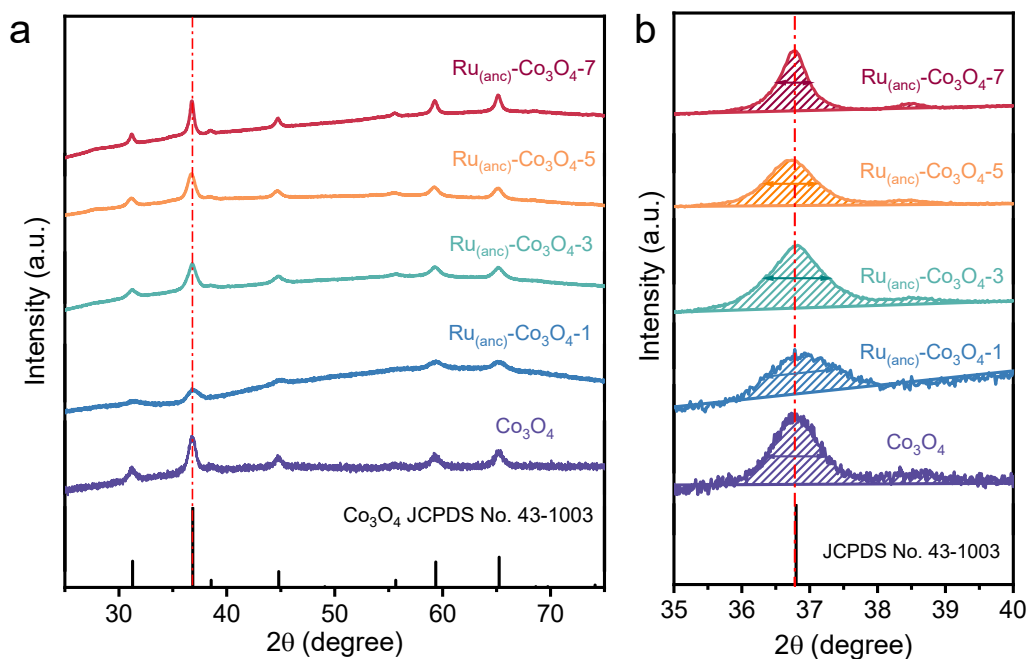 a
Intensity (a.u.)
Ru(anc)-Co3O4-7
Ru(anc)-Co3O4-5
Ru(anc)-Co3O4-3
Ru(anc)-Co3O4-1
Co3O4
Co3O4 JCPDS No. 43-1003
30 40 50 60 70
2θ (degree)
b
Intensity (a.u.)
Ru(anc)-Co3O4-7
Ru(anc)-Co3O4-5
Ru(anc)-Co3O4-3
Ru(anc)-Co3O4-1
Co3O4
JCPDS No. 43-1003
35 36 37 38 39 40
2θ (degree)